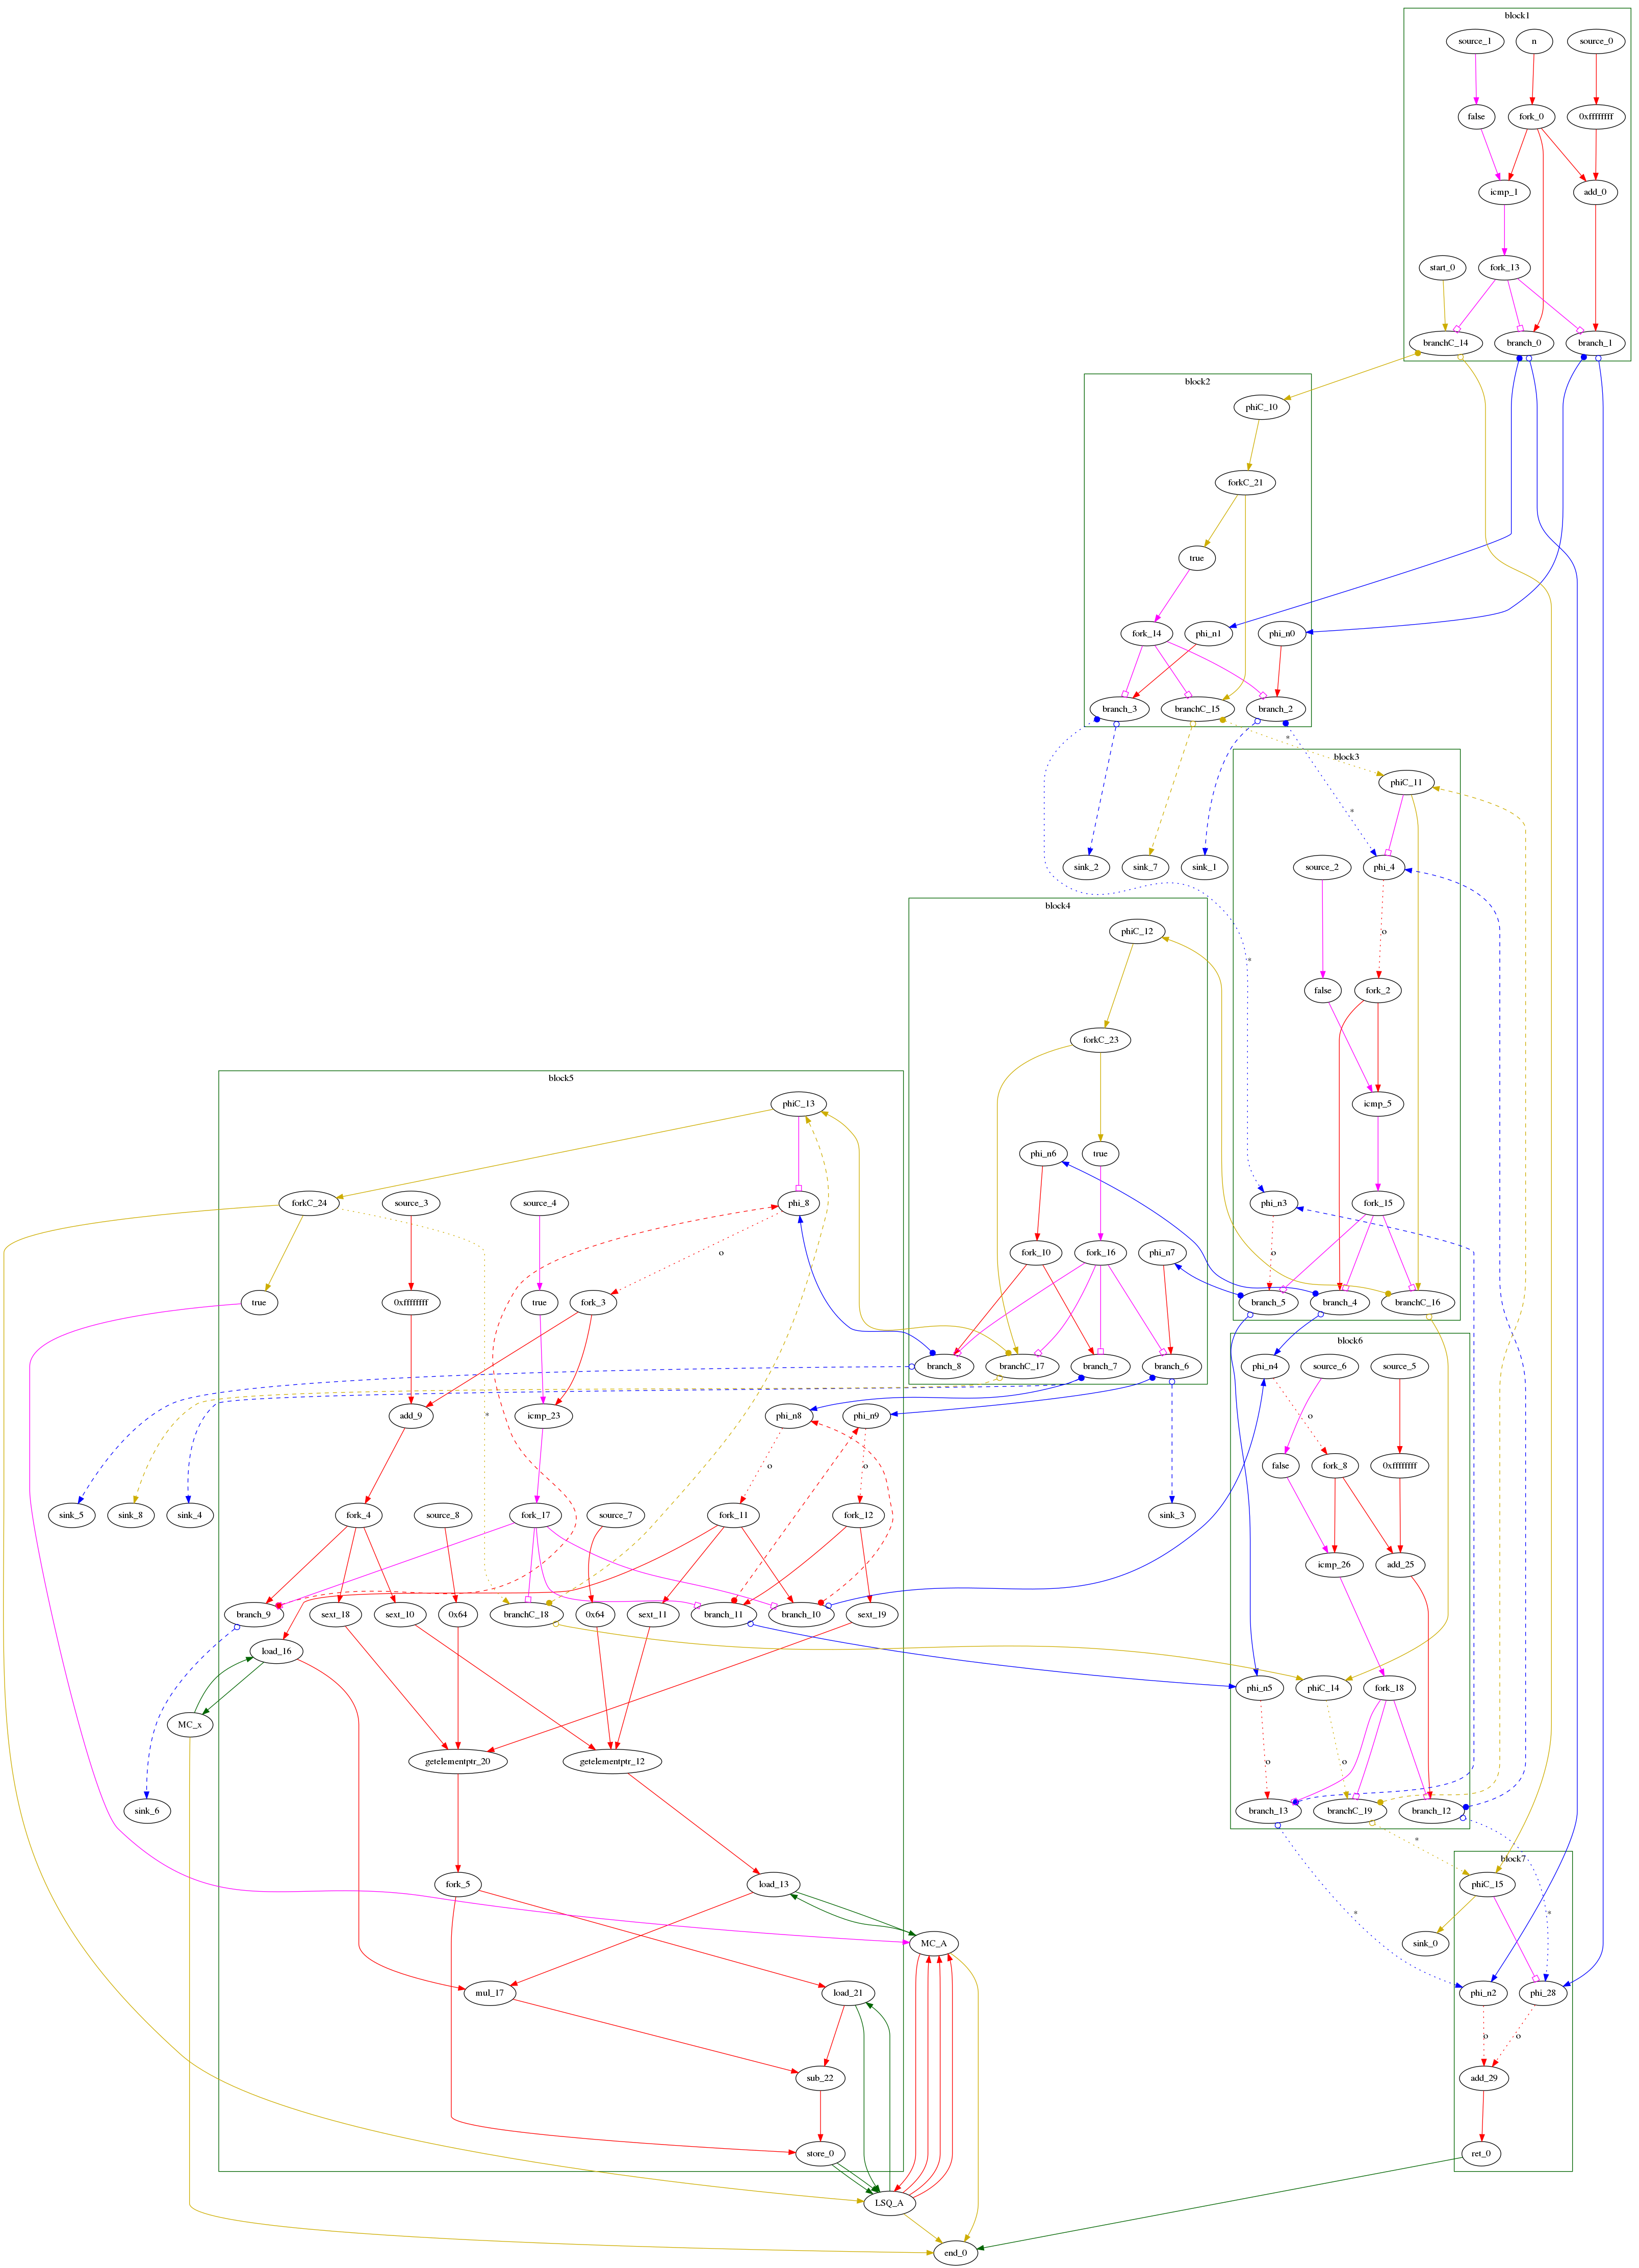 block1
source_1
n
source_0
false
fork_0
0xffffffff
icmp_1
add_0
start_0
fork_13
branchC_14
branch_0
branch_1
block2
phiC_10
forkC_21
true
fork_14
phi_n1
phi_n0
branch_3
branchC_15
branch_2
*
block3
phiC_11
*
sink_2
sink_7
sink_1
source_2
phi_4
block4
phiC_12
o
*
false
fork_2
forkC_23
block5
phiC_13
icmp_5
phi_n6
true
forkC_24
source_3
source_4
phi_8
phi_n3
fork_15
o
fork_10
fork_16
phi_n7
o
true
0xffffffff
true
fork_3
branch_5
branch_4
branchC_16
block6
branch_8
branchC_17
branch_7
branch_6
phi_n4
source_6
source_5
*
add_9
icmp_23
phi_n8
phi_n9
o
o
o
false
fork_8
0xffffffff
sink_5
sink_8
sink_4
fork_4
source_8
fork_17
source_7
fork_11
fork_12
sink_3
icmp_26
add_25
branch_9
sext_18
sext_10
0x64
branchC_18
0x64
sext_11
branch_11
branch_10
sext_19
load_16
phi_n5
phiC_14
fork_18
MC_x
getelementptr_20
getelementptr_12
o
o
sink_6
branch_13
branchC_19
branch_12
*
block7
fork_5
load_13
phiC_15
*
*
MC_A
sink_0
mul_17
load_21
phi_n2
phi_28
o
o
sub_22
add_29
store_0
ret_0
LSQ_A
end_0